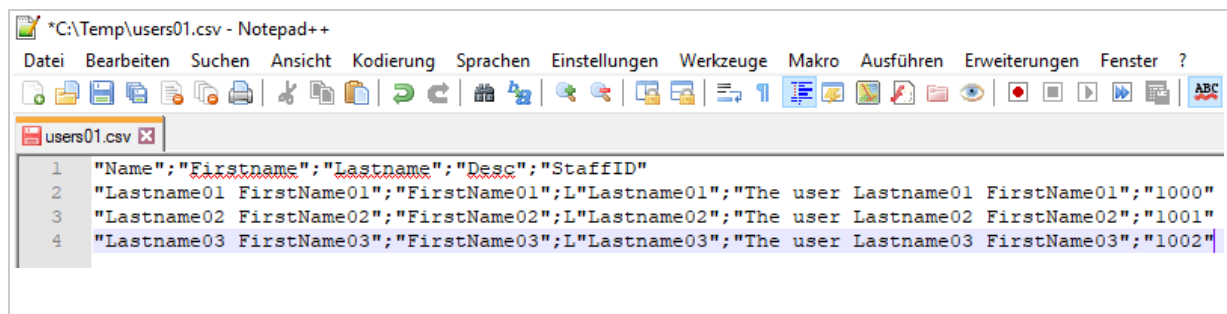 *C:\Temp\users01.csv - Notepad++
Datei Bearbeiten Suchen Ansicht Kodierung Sprachen Einstellungen Werkzeuge Makro Ausführen Erweiterungen Fenster ?
ABC
users01.csv
1 "Name";"Firstname";"Lastname";"Desc";"StaffID"
2 "Lastname01 FirstName01";"FirstName01";L"Lastname01";"The user Lastname01 FirstName01";"1000"
3 "Lastname02 FirstName02";"FirstName02";L"Lastname02";"The user Lastname02 FirstName02";"1001"
4 "Lastname03 FirstName03";"FirstName03";L"Lastname03";"The user Lastname03 FirstName03";"1002"